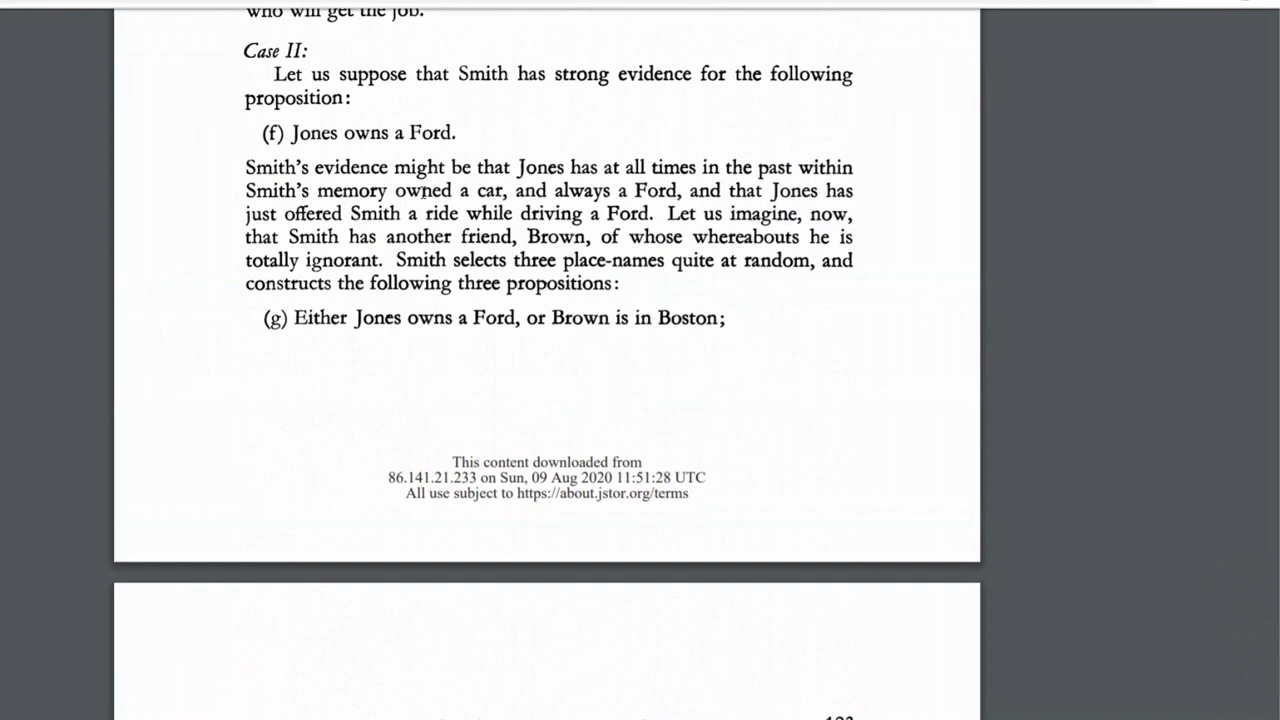 who will get the job.
Case II:
Let us suppose that Smith has strong evidence for the following
proposition:
(f) Jones owns a Ford.
Smith's evidence might be that Jones has at all times in the past within
Smith's memory owned a car, and always a Ford, and that Jones has
just offered Smith a ride while driving a Ford. Let us imagine, now,
that Smith has another friend, Brown, of whose whereabouts he is
totally ignorant. Smith selects three place-names quite at random, and
constructs the following three propositions:
(g) Either Jones owns a Ford, or Brown is in Boston;
This content downloaded from
86.141.21.233 on Sun, 09 Aug 2020 11:51:28 UTC
All use subject to https://about.jstor.org/terms